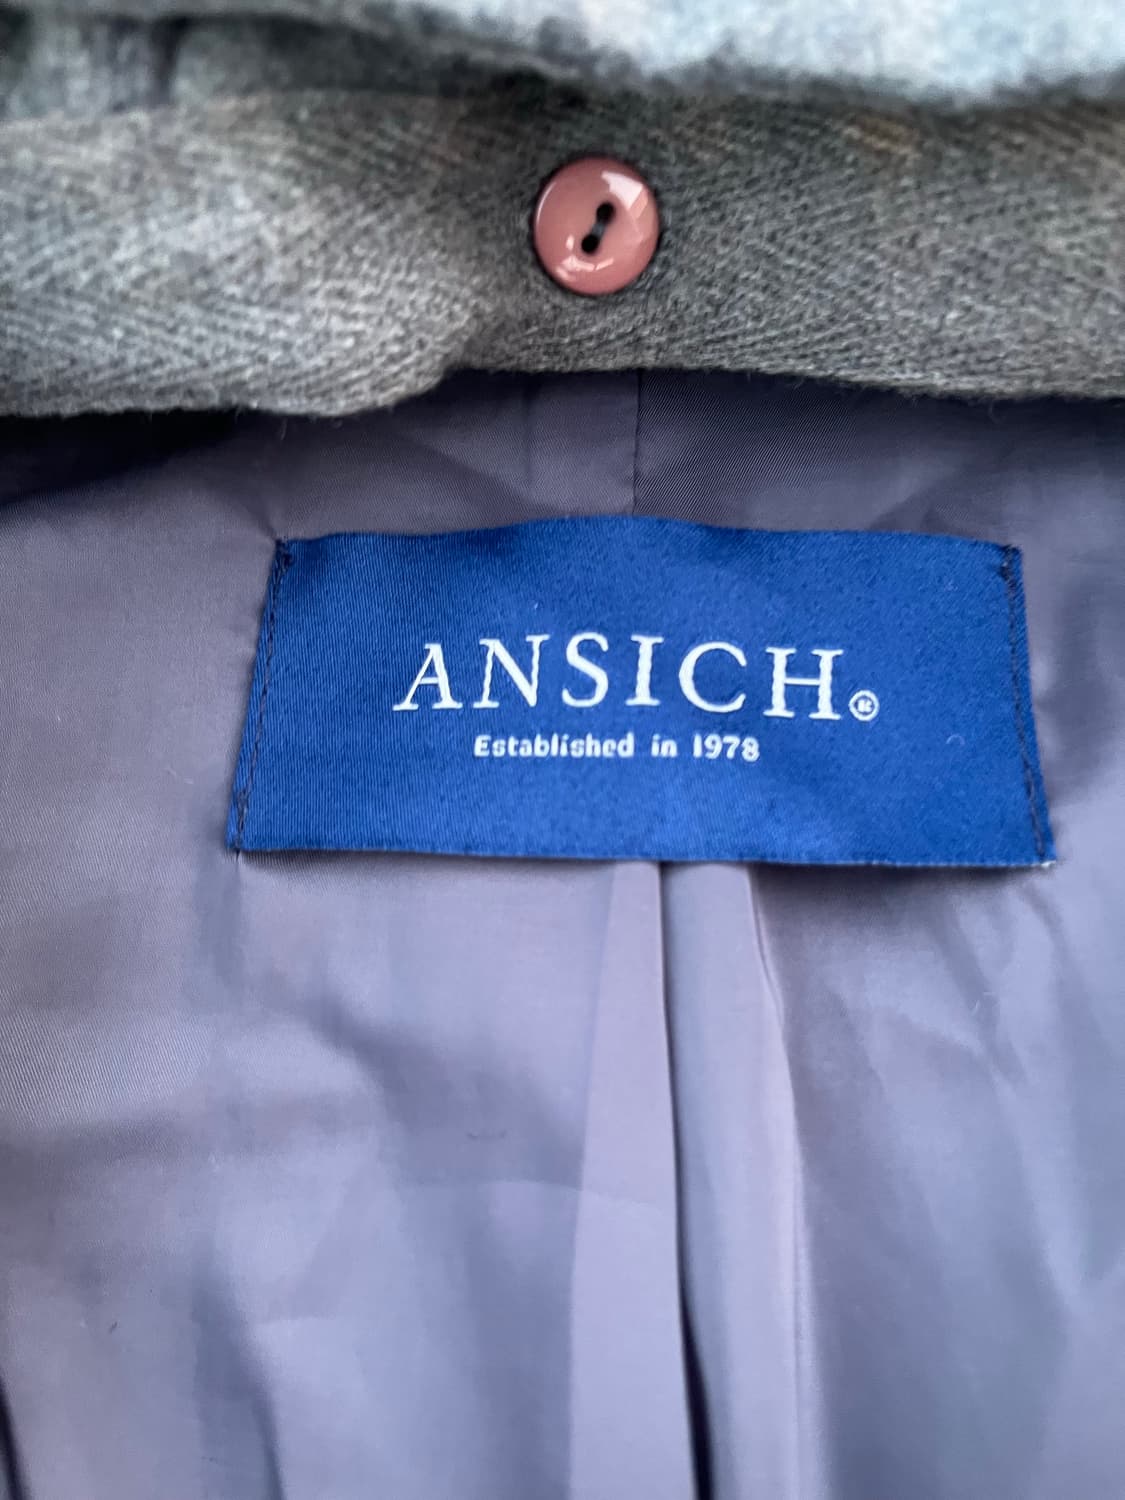 ANSICH®
Established in 1978